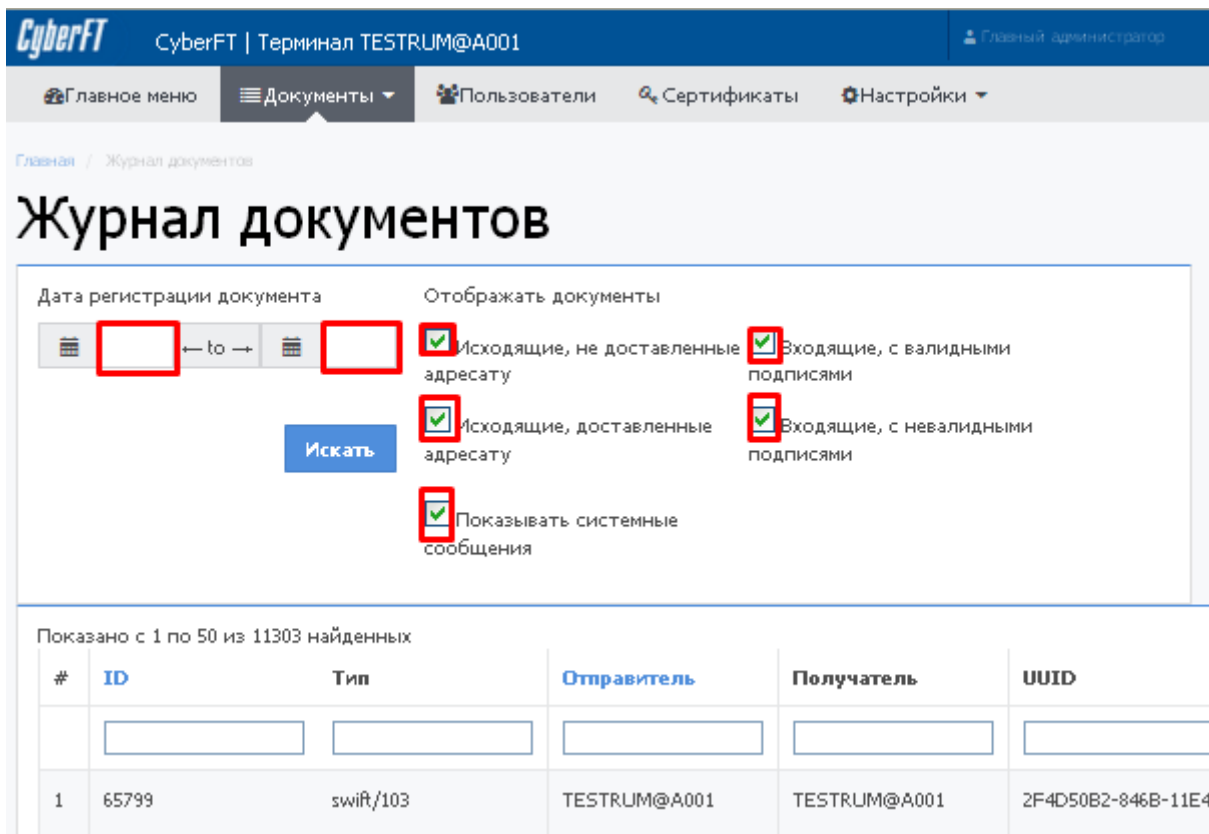 CyberFT CyberFT | Терминал TESTRUM@A001 Главный администратор
Главное меню Документы Пользователи Сертификаты Настройки
Главная / Журнал документов
Журнал документов
Дата регистрации документа
← to →
Искать
Отображать документы
Исходящие, не доставленные
адресату
Входящие, с валидными
подписями
Исходящие, доставленные
адресату
Входящие, с невалидными
подписями
Показывать системные
сообщения
Показано с 1 по 50 из 11303 найденных
# ID Тип Отправитель Получатель UUID
1 65799 swift/103 TESTRUM@A001 TESTRUM@A001 2F4D50B2-846B-11E4